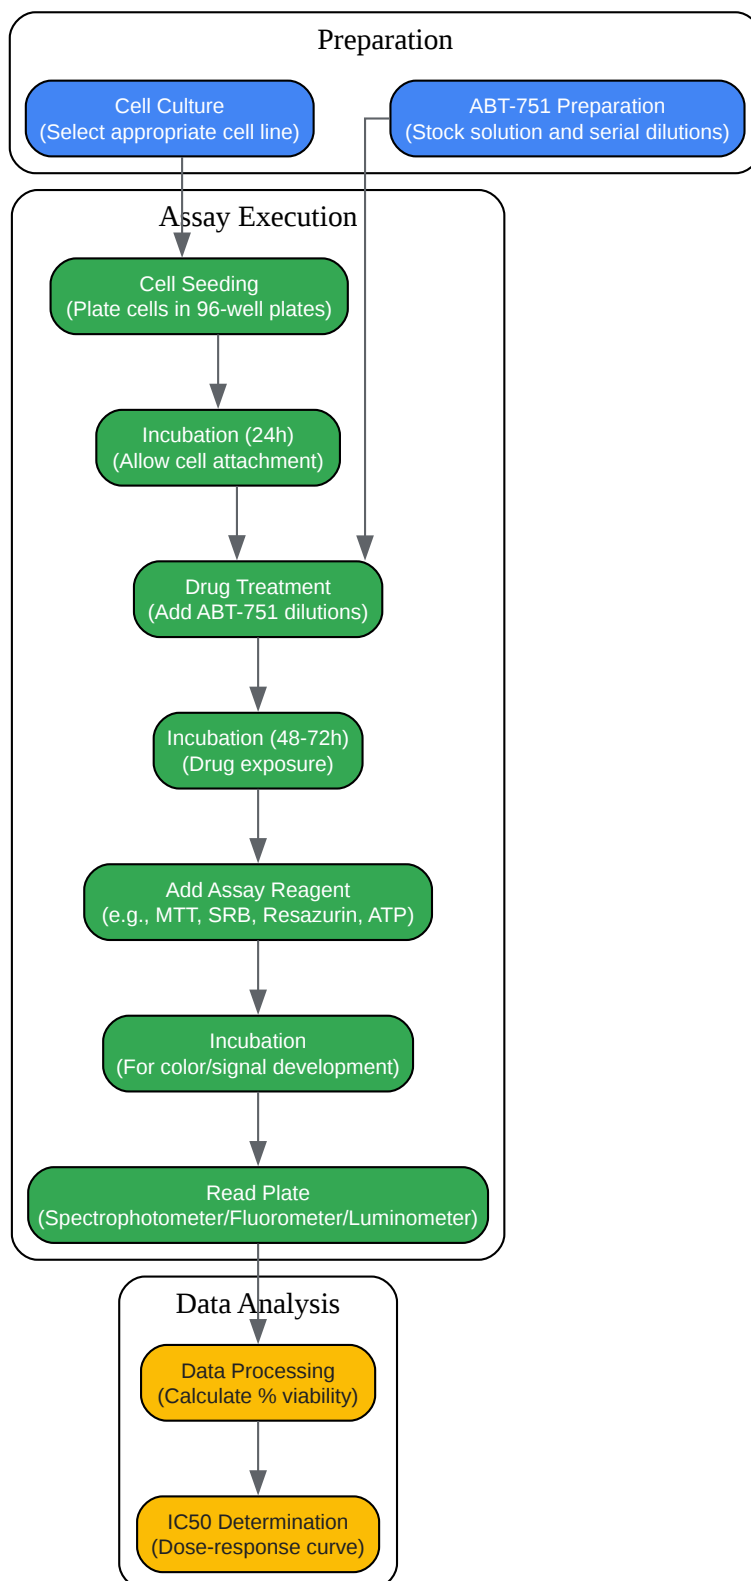 Preparation
Cell Culture
(Select appropriate cell line)
ABT-751 Preparation
(Stock solution and serial dilutions)
Assay Execution
Cell Seeding
(Plate cells in 96-well plates)
Incubation (24h)
(Allow cell attachment)
Drug Treatment
(Add ABT-751 dilutions)
Incubation (48-72h)
(Drug exposure)
Add Assay Reagent
(e.g., MTT, SRB, Resazurin, ATP)
Incubation
(For color/signal development)
Read Plate
(Spectrophotometer/Fluorometer/Luminometer)
Data Analysis
Data Processing
(Calculate % viability)
IC50 Determination
(Dose-response curve)